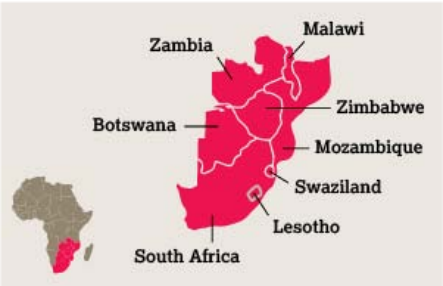 Malawi
Zambia
Zimbabwe
Botswana
Mozambique
Swaziland
Lesotho
South Africa